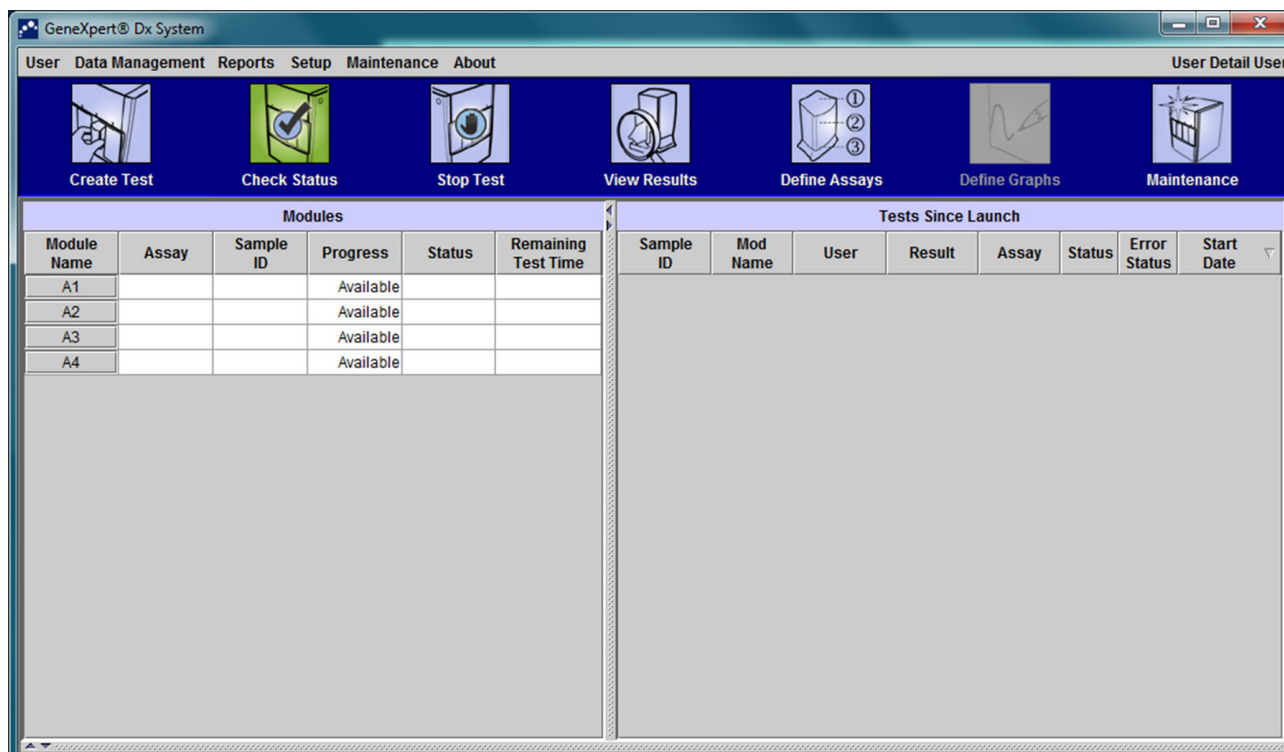 GeneXpert® Dx System
User Data Management Reports Setup Maintenance About User Detail User
① ② ③
Create Test Check Status Stop Test View Results Define Assays Define Graphs Maintenance
Modules
Module Name Assay Sample ID Progress Status Remaining Test Time
A1 Available
A2 Available
A3 Available
A4 Available
Tests Since Launch
Sample ID Mod Name User Result Assay Status Error Status Start Date